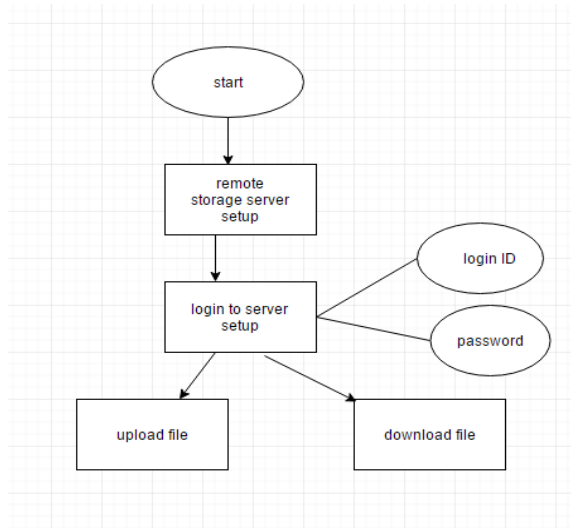 start
remote
storage server
setup
login to server
setup
login ID
password
upload file
download file